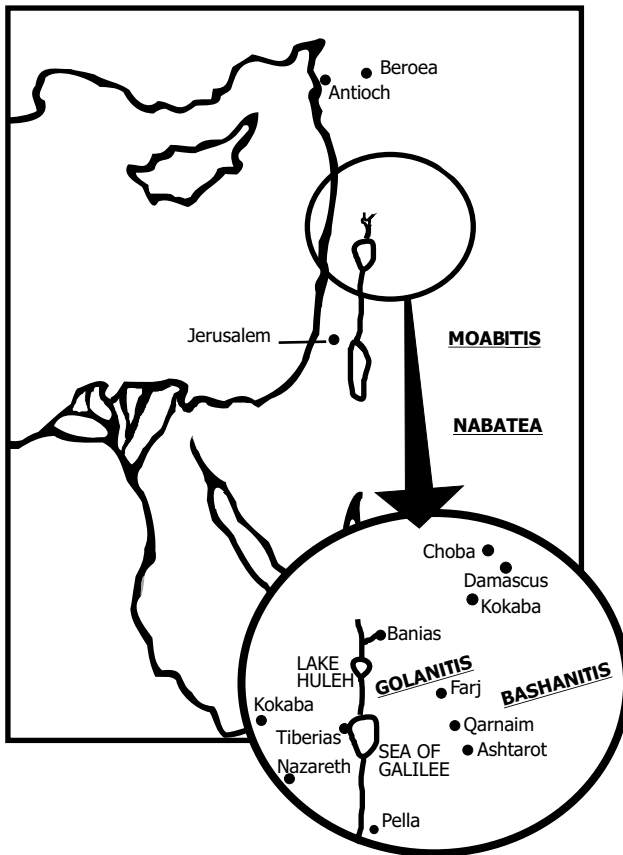 Beroea
Antioch
Jerusalem
MOABITIS
NABATEA
Choba
Damascus
Kokaba
Banias
LAKE
HULEH
GOLANITIS
BASHANITIS
Farj
Kokaba
Tiberias
Qarnaim
SEA OF
GALILEE
Ashtarot
Nazareth
Pella